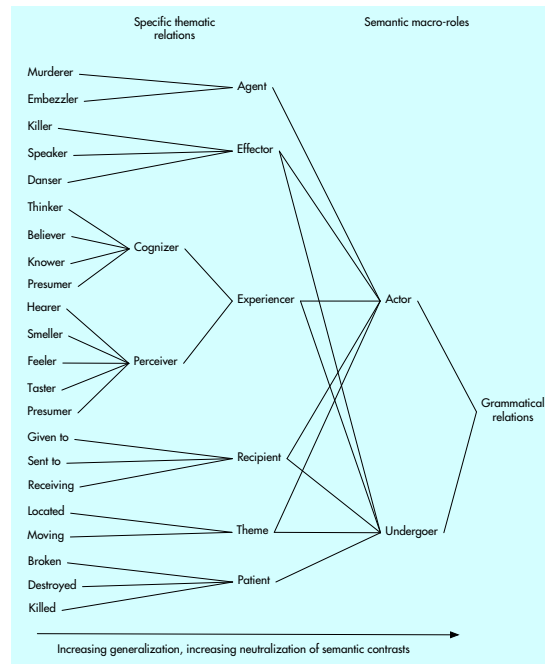 Specific thematic
relations
Semantic macro-roles
Murderer
Embezzler
Agent
Killer
Speaker
Danser
Effector
Thinker
Believer
Knower
Presumer
Cognizer
Hearer
Smeller
Feeler
Taster
Presumer
Perceiver
Experiencer
Actor
Given to
Sent to
Receiving
Recipient
Located
Moving
Theme
Undergoer
Broken
Destroyed
Killed
Patient
Grammatical
relations
Increasing generalization, increasing neutralization of semantic contrasts